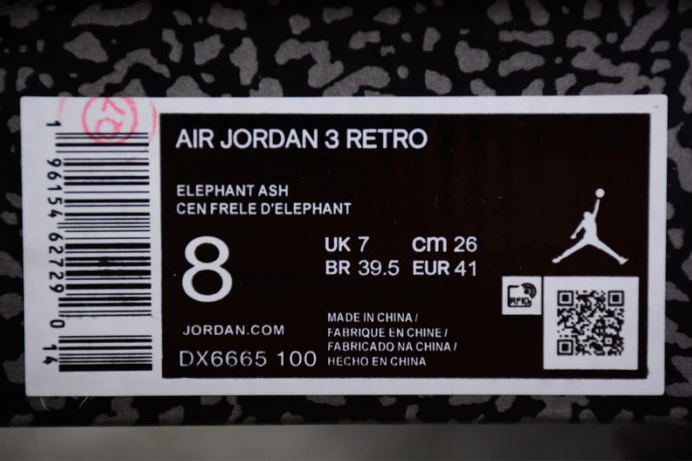 AIR JORDAN 3 RETRO
ELEPHANT ASH
CEN FRELE D'ELEPHANT
8
UK 7 cm 26
BR 39.5 EUR 41
JORDAN.COM
DX6665 100
MADE IN CHINA /
FABRIQUE EN CHINE /
FABRICADO NA CHINA /
HECHO EN CHINA
RFID
1 96154 62729 0 14